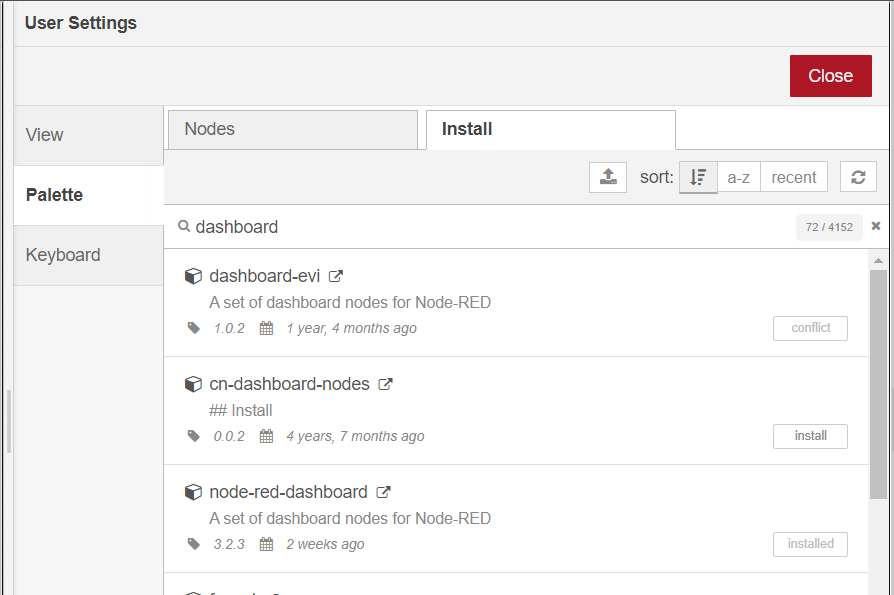 User Settings
Close
View
Palette
Keyboard
Nodes
Install
sort: a-z recent
dashboard
72 / 4152
dashboard-evi
A set of dashboard nodes for Node-RED
1.0.2 1 year, 4 months ago
conflict
cn-dashboard-nodes
## Install
0.0.2 4 years, 7 months ago
install
node-red-dashboard
A set of dashboard nodes for Node-RED
3.2.3 2 weeks ago
installed